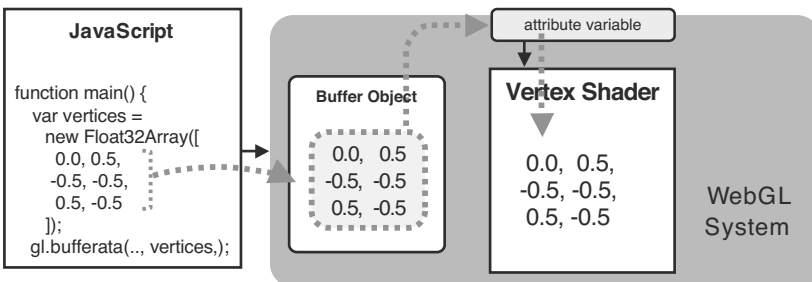 JavaScript
function main() {
var vertices =
new Float32Array([
0.0, 0.5,
-0.5, -0.5,
0.5, -0.5
]);
gl.bufferata(.., vertices,);
Buffer Object
0.0, 0.5
-0.5, -0.5
0.5, -0.5
attribute variable
Vertex Shader
0.0, 0.5,
-0.5, -0.5,
0.5, -0.5
WebGL
System